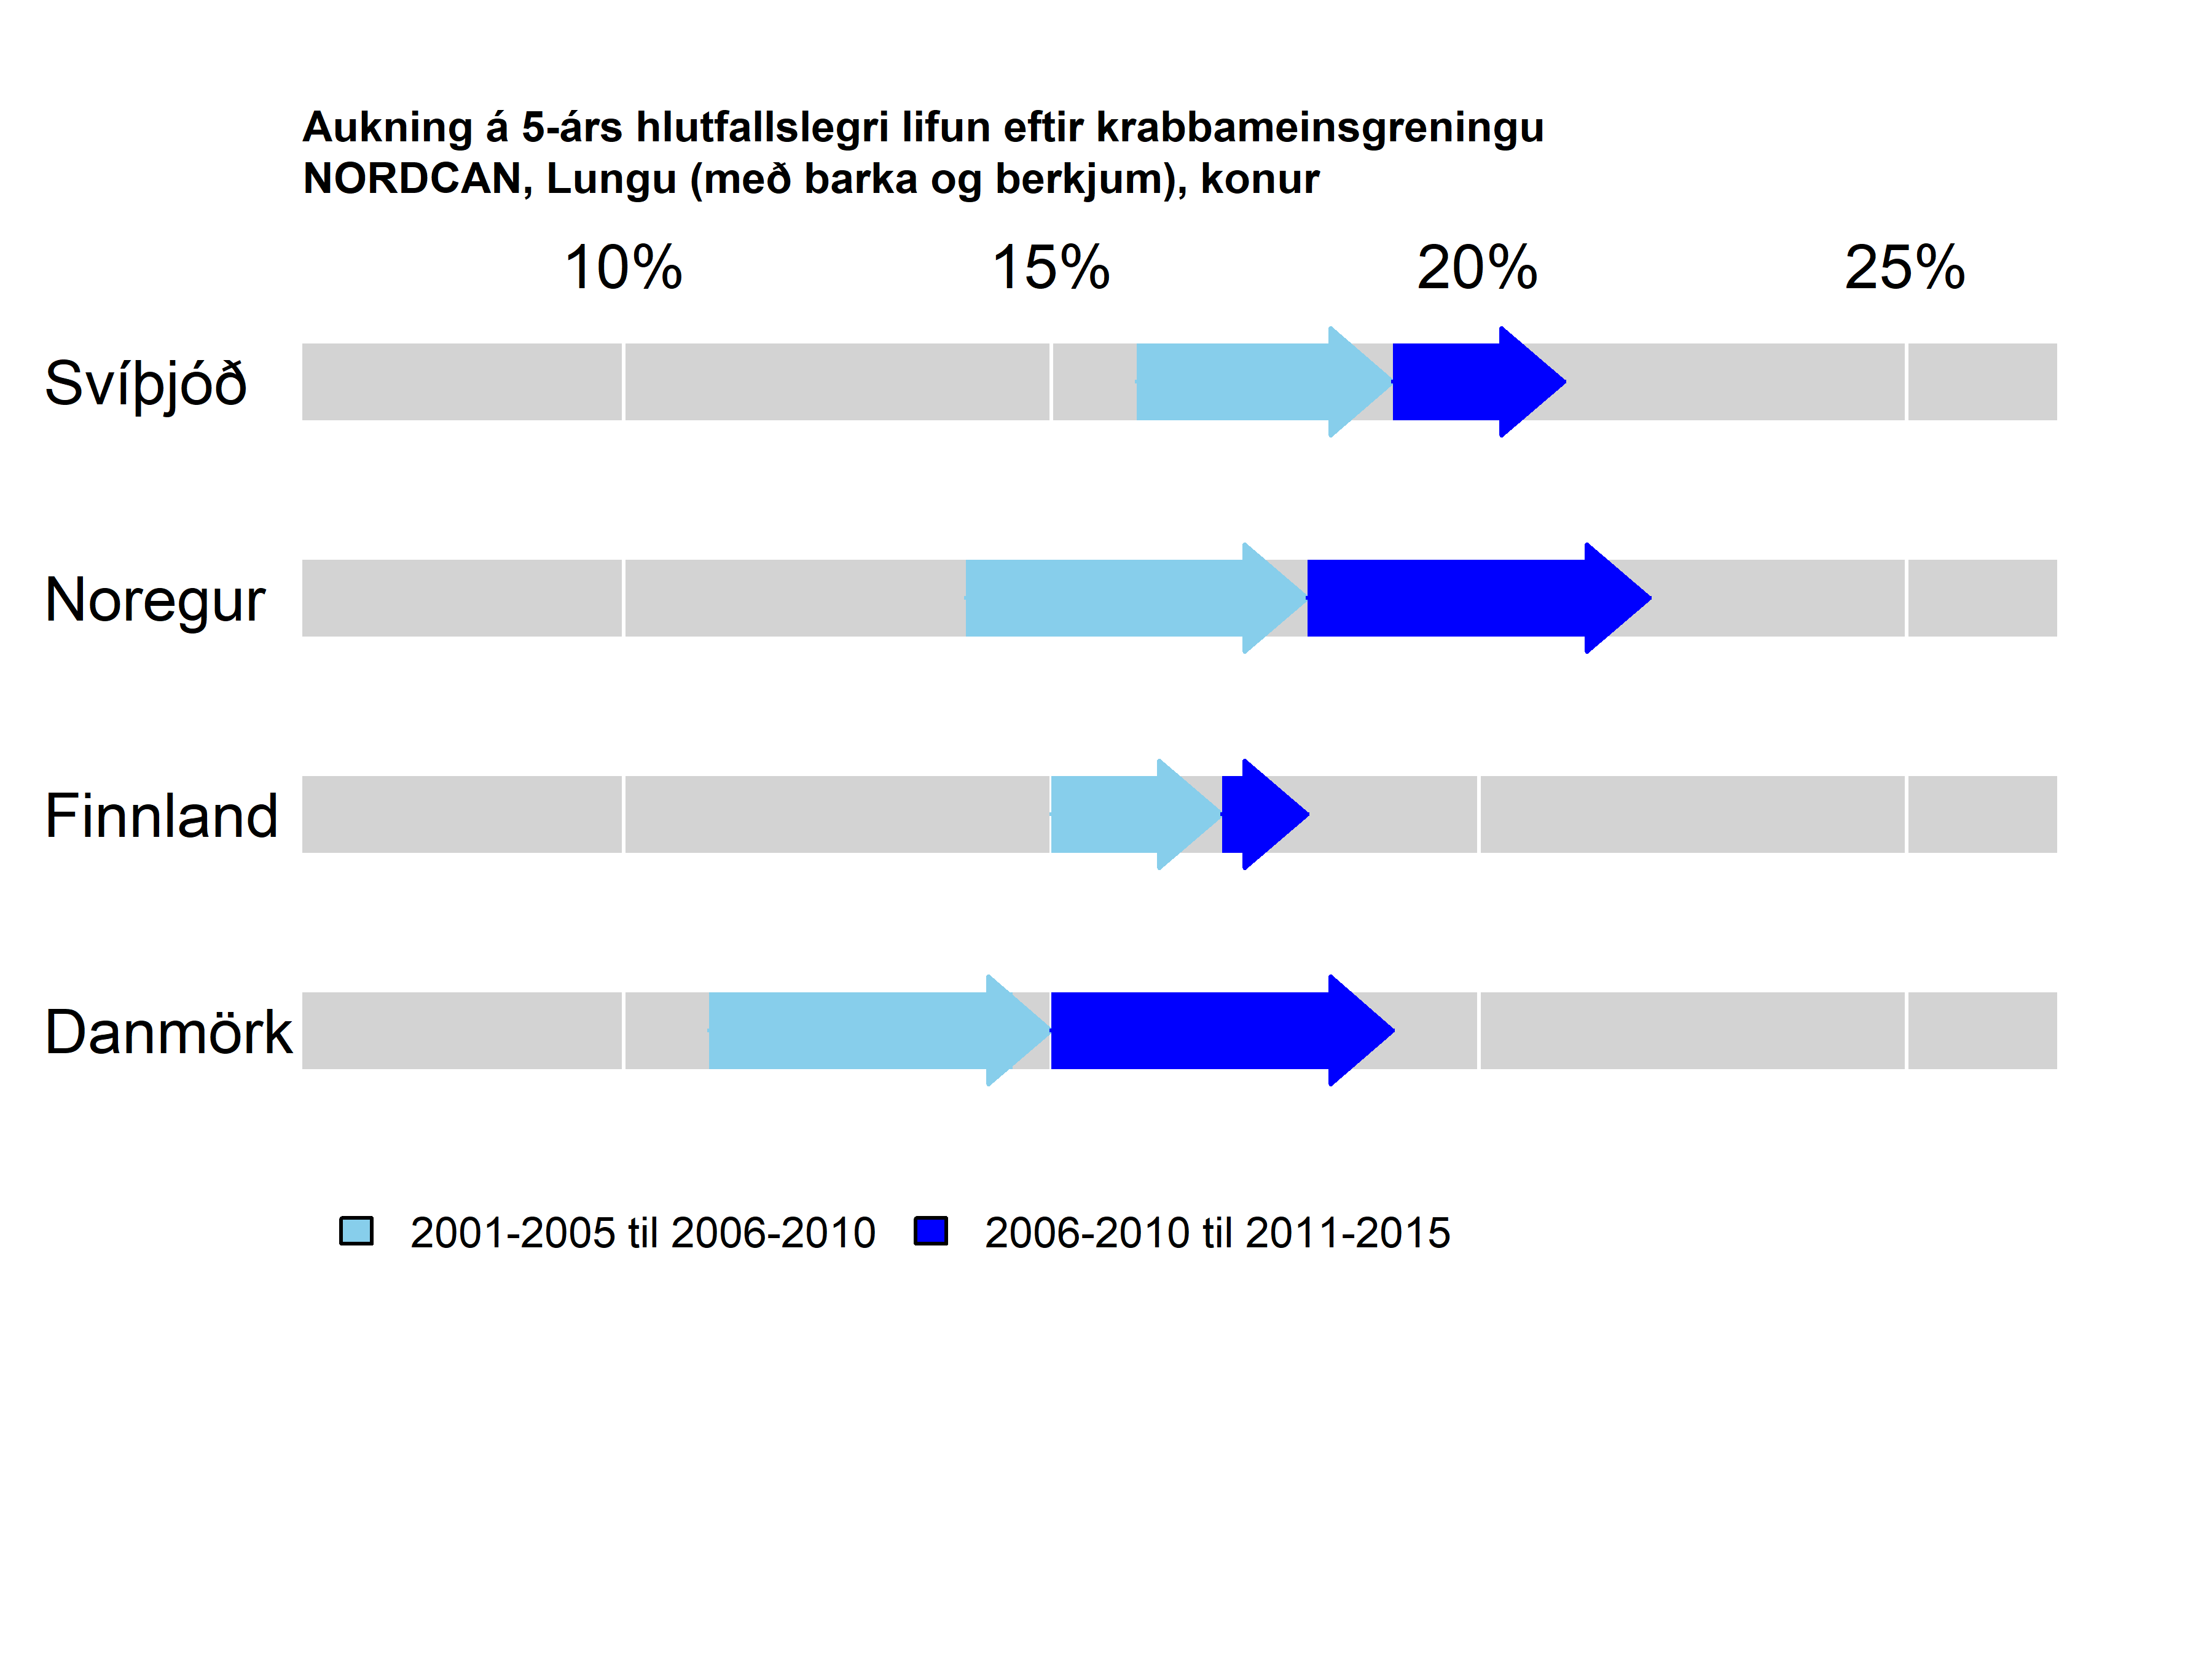 Aukning á 5-árs hlutfallslegri lifun eftir krabbameinsgreningu
NORDCAN, Lungu (með barka og berkjum), konur
10% 15% 20% 25%
Svíþjóð
Noregur
Finnland
Danmörk
2001-2005 til 2006-2010 2006-2010 til 2011-2015